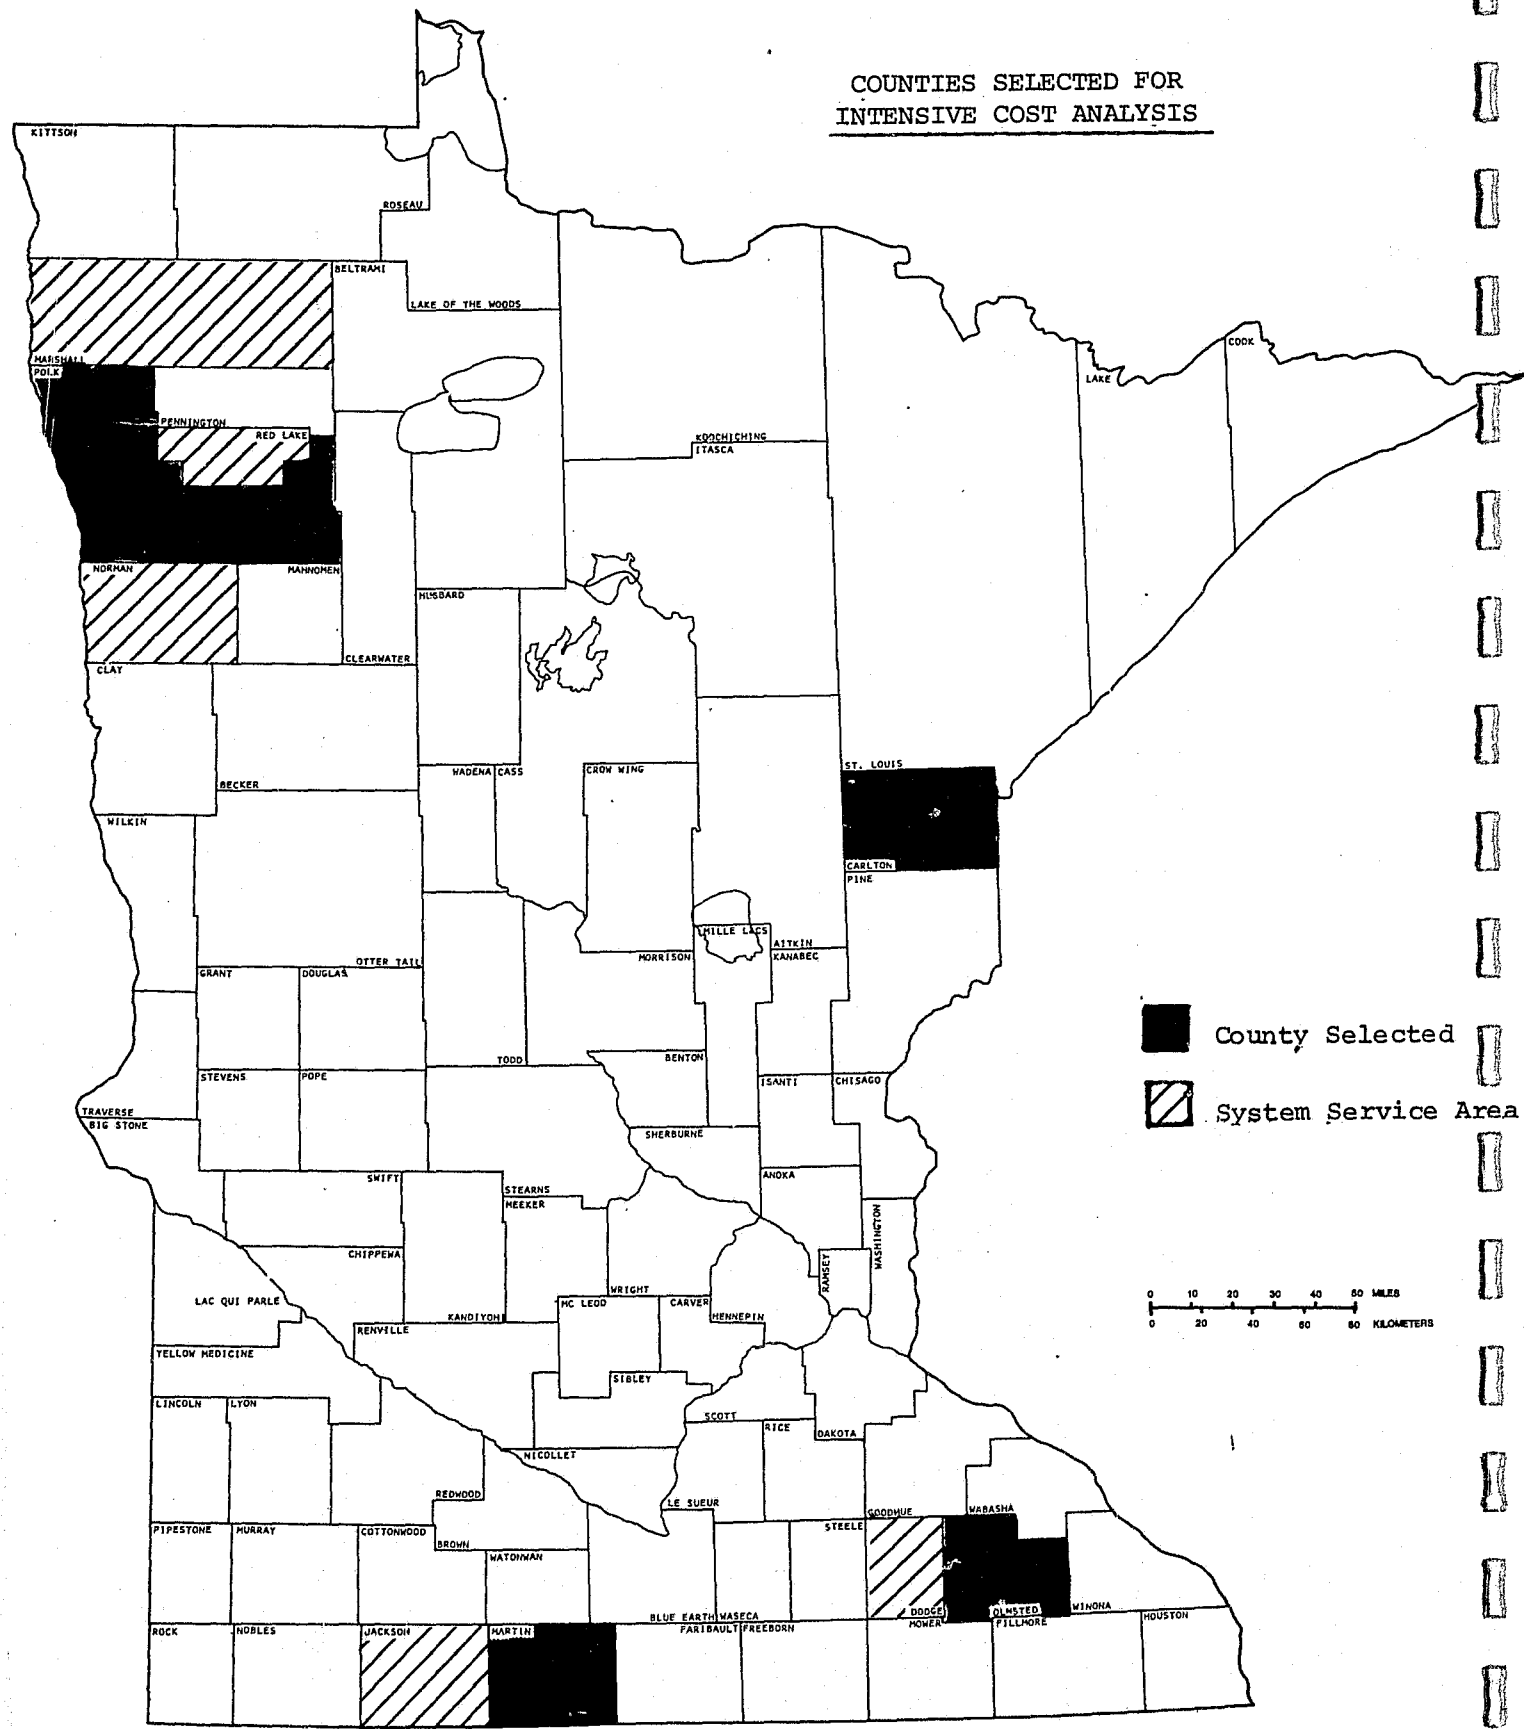 COUNTIES SELECTED FOR
INTENSIVE COST ANALYSIS
KITTSON
ROSEAU
BELTRAMI
LAKE OF THE WOODS
COOK
MARSHALL
POLK
LAKE
PENNINGTON
RED LAKE
KOOCHICHING
ITASCA
NORMAN
MAHNOMEN
HUBBARD
CLEARWATER
CLAY
ST. LOUIS
WADENA
CASS
CROW WING
BECKER
WILKIN
CARLTON
PINE
MILLE LACS
AITKIN
KANABEC
MORRISON
OTTER TAIL
GRANT
DOUGLAS
County Selected
TODD
BENTON
STEVENS
POPE
ISANTI
CHISAGO
TRAVERSE
BIG STONE
System Service Area
SHERBURNE
SWIFT
ANOKA
STEARNS
MEEKER
WASHINGTON
CHIPPEWA
RAMSEY
WRIGHT
LAC QUI PARLE
MC LEOD
CARVER
0 10 20 30 40 50 MILES
0 20 40 60 80 KILOMETERS
KANDIYOHI
HENNEPIN
RENVILLE
YELLOW MEDICINE
SIBLEY
LINCOLN
LYON
SCOTT
RICE
DAKOTA
NICOLLET
REDWOOD
LE SUEUR
GOODHUE
WABASHA
PIPESTONE
MURRAY
COTTONWOOD
STEELE
BROWN
WATONWAN
DODGE
OLMSTED
WINONA
BLUE EARTH
WASECA
HOUSTON
MOWER
FILLMORE
ROCK
NOBLES
JACKSON
MARTIN
FARIBAULT
FREEBORN